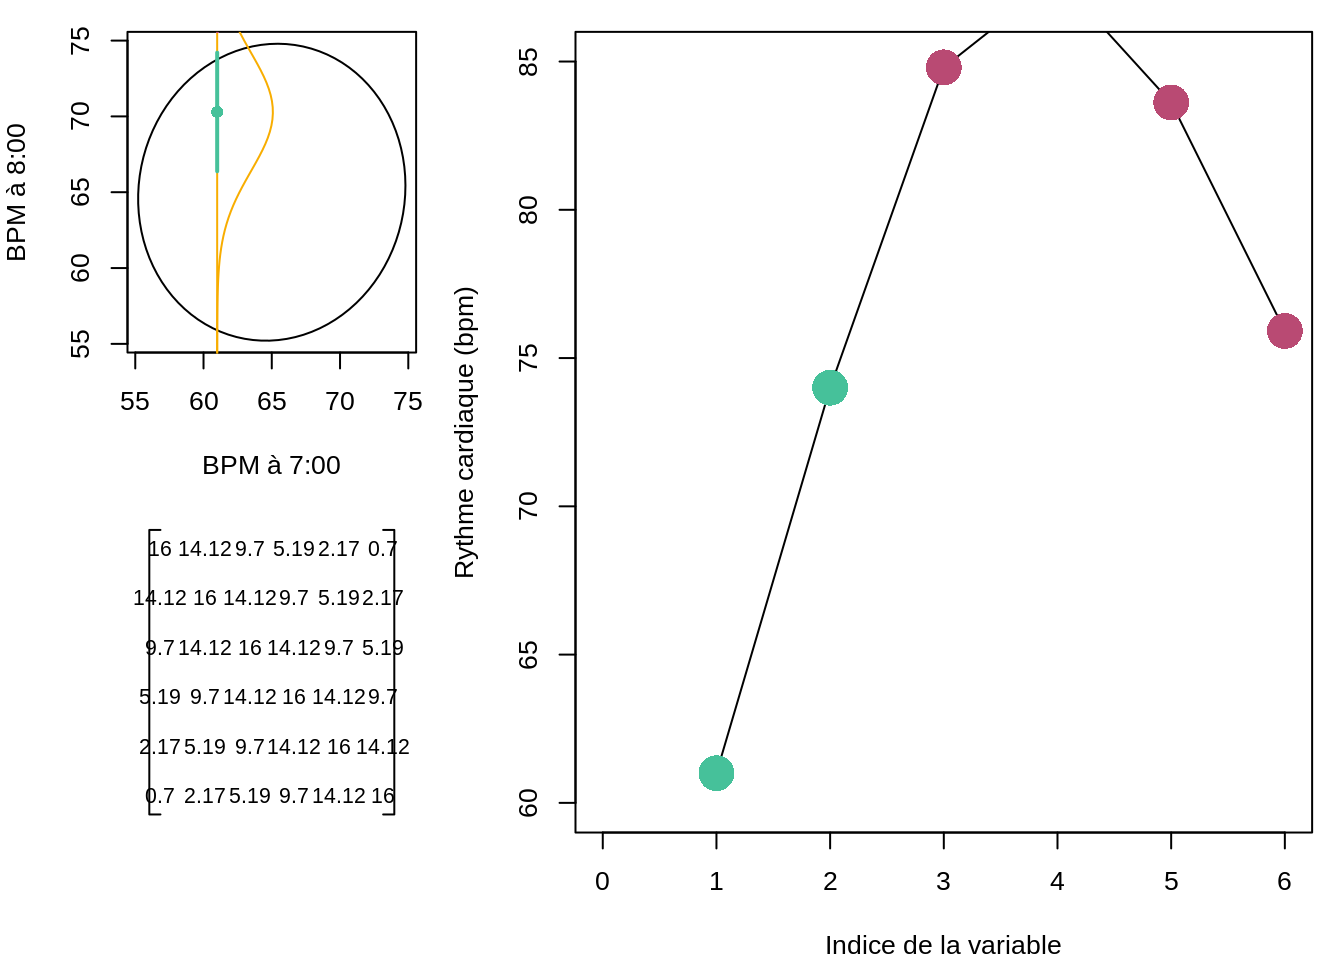 BPM à 8:00
75
70
65
60
55
55 60 65 70 75
BPM à 7:00
16 14.12 9.7 5.19 2.17 0.7
14.12 16 14.12 9.7 5.19 2.17
9.7 14.12 16 14.12 9.7 5.19
5.19 9.7 14.12 16 14.12 9.7
2.17 5.19 9.7 14.12 16 14.12
0.7 2.17 5.19 9.7 14.12 16
Rythme cardiaque (bpm)
85
80
75
70
65
60
0 1 2 3 4 5 6
Indice de la variable